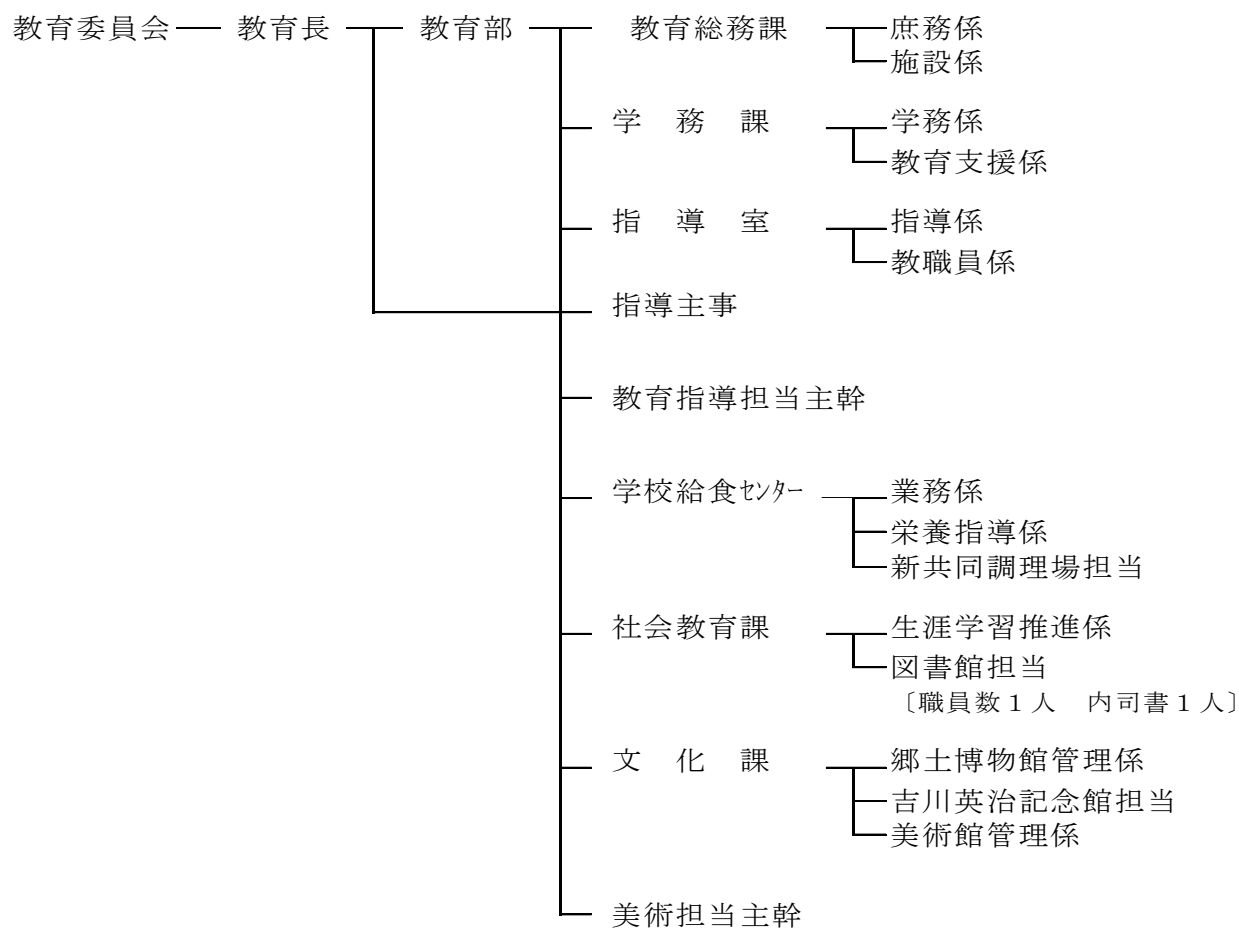 教育委員会 教育長 教育部 教育総務課 庶務係
施設係
学務課 学務係
教育支援係
指導室 指導係
教職員係
指導主事
教育指導担当主幹
学校給食ｾﾝﾀｰ 業務係
栄養指導係
新共同調理場担当
社会教育課 生涯学習推進係
図書館担当
〔職員数１人　内司書１人〕
文化課 郷土博物館管理係
吉川英治記念館担当
美術館管理係
美術担当主幹